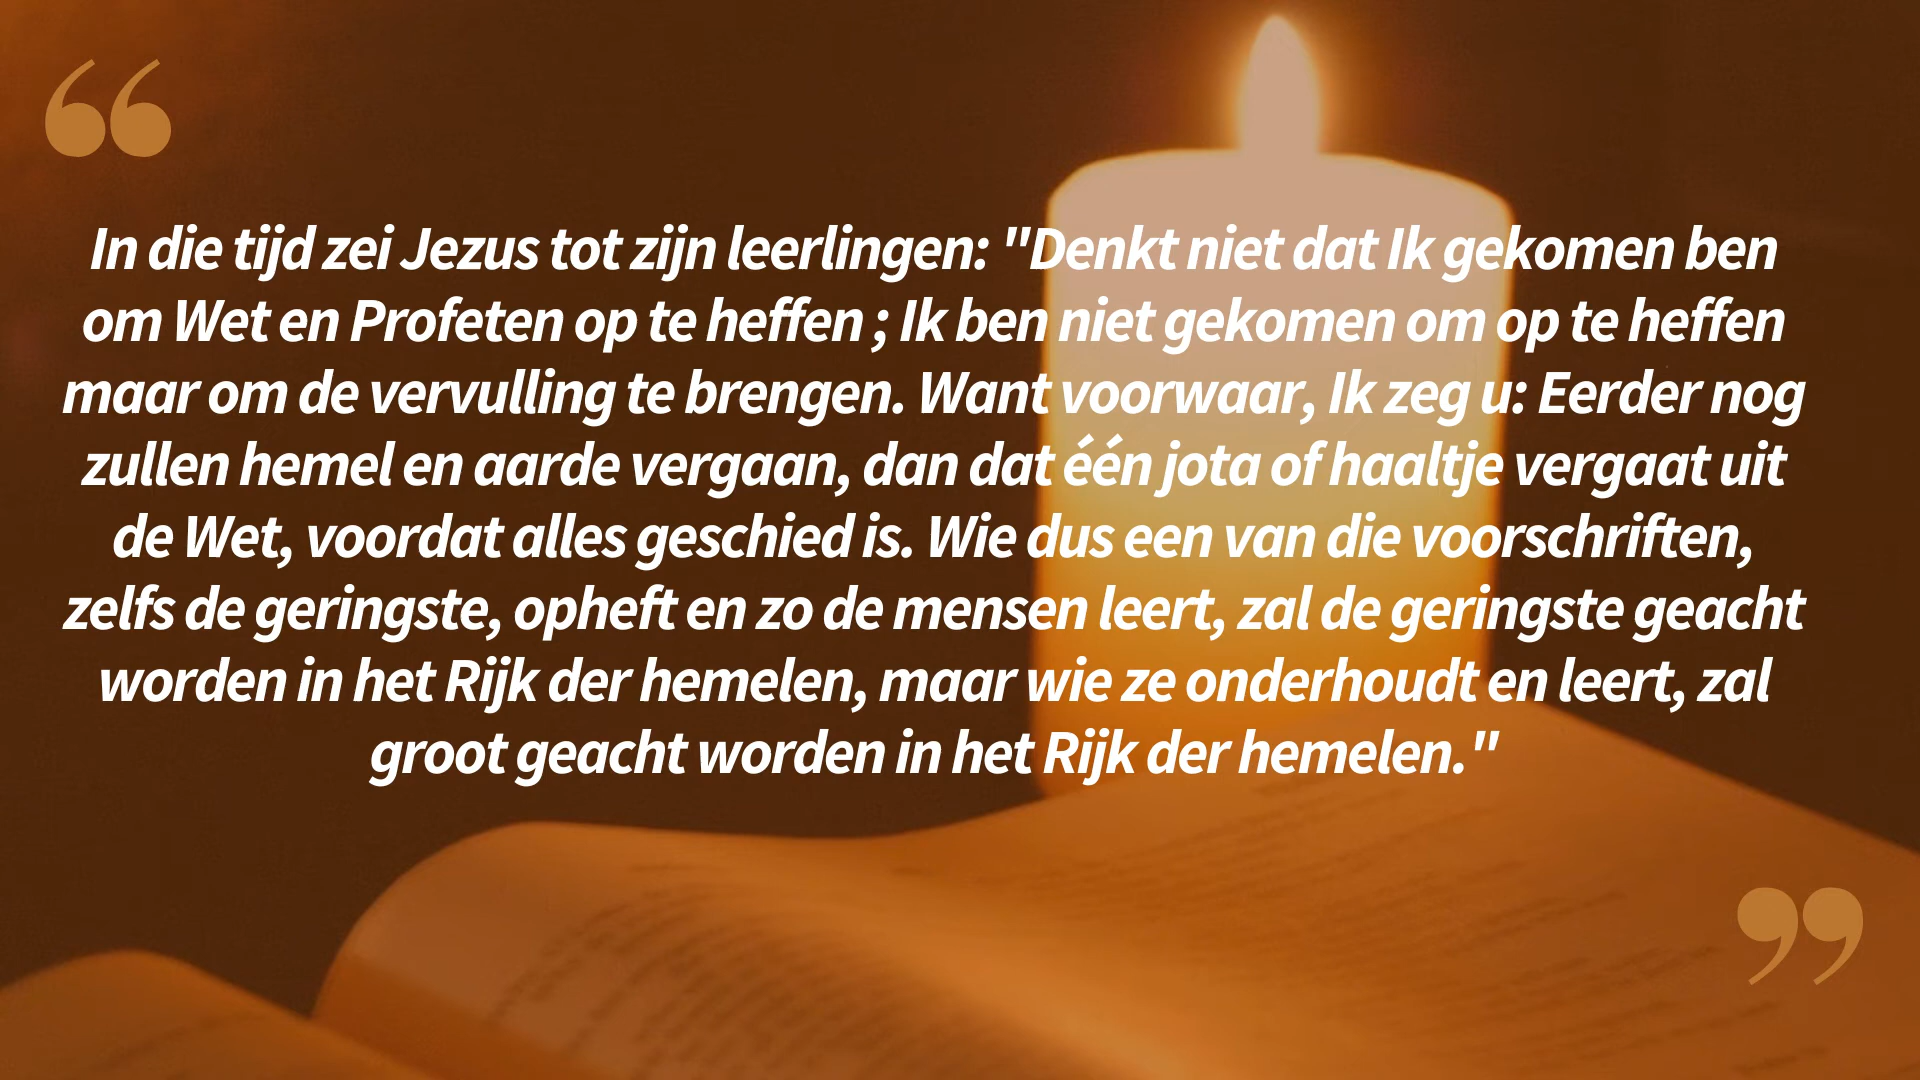 In die tijd zei Jezus tot zijn leerlingen: "Denkt niet dat Ik gekomen ben
om Wet en Profeten op te heffen ; Ik ben niet gekomen om op te heffen
maar om de vervulling te brengen. Want voorwaar, Ik zeg u: Eerder nog
zullen hemel en aarde vergaan, dan dat één jota of haaltje vergaat uit
de Wet, voordat alles geschied is. Wie dus een van die voorschriften,
zelfs de geringste, opheft en zo de mensen leert, zal de geringste geacht
worden in het Rijk der hemelen, maar wie ze onderhoudt en leert, zal
groot geacht worden in het Rijk der hemelen."